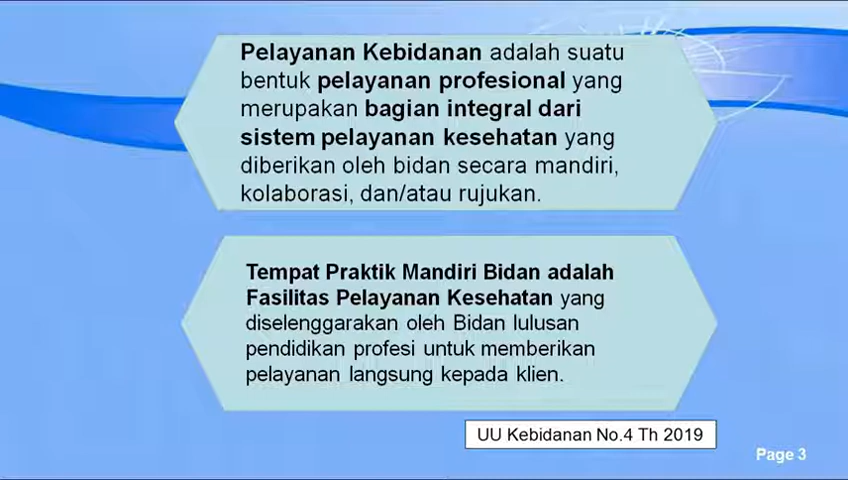 Pelayanan Kebidanan adalah suatu
bentuk pelayanan profesional yang
merupakan bagian integral dari
sistem pelayanan kesehatan yang
diberikan oleh bidan secara mandiri,
kolaborasi, dan/atau rujukan.
Tempat Praktik Mandiri Bidan adalah
Fasilitas Pelayanan Kesehatan yang
diselenggarakan oleh Bidan lulusan
pendidikan profesi untuk memberikan
pelayanan langsung kepada klien.
UU Kebidanan No.4 Th 2019
Page 3